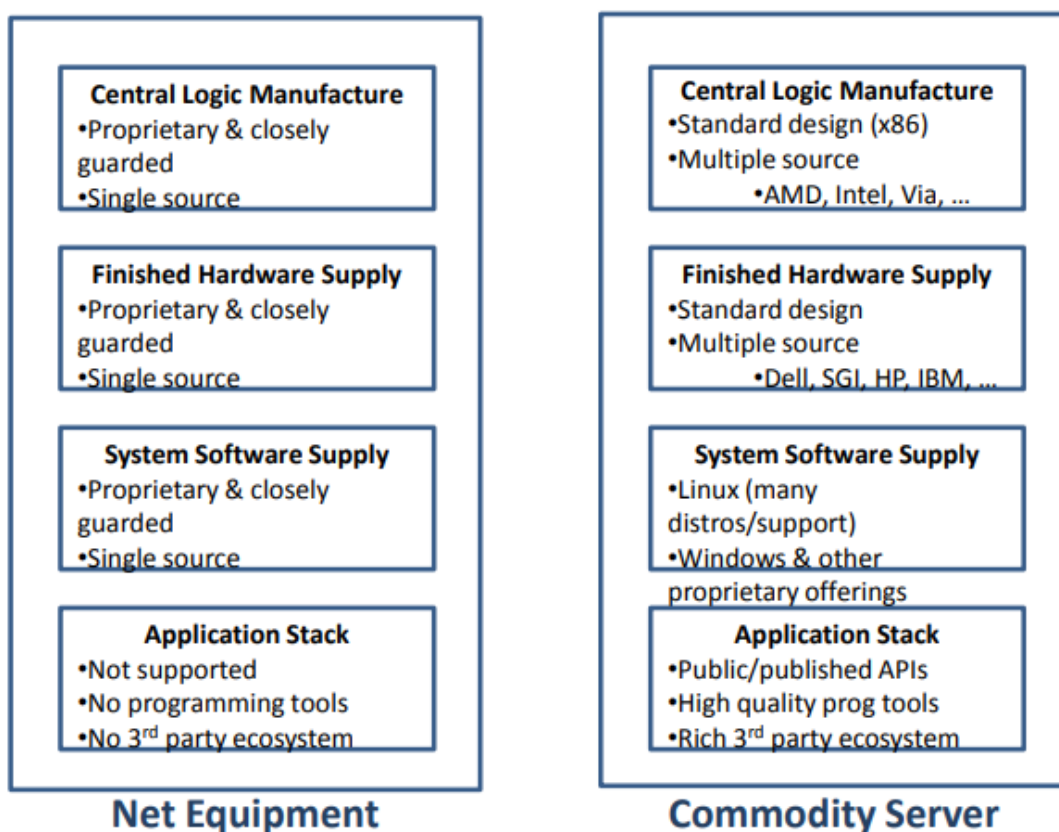 Central Logic Manufacture
•Proprietary & closely
guarded
•Single source
Finished Hardware Supply
•Proprietary & closely
guarded
•Single source
System Software Supply
•Proprietary & closely
guarded
•Single source
Application Stack
•Not supported
•No programming tools
•No 3rd party ecosystem
Net Equipment
Central Logic Manufacture
•Standard design (x86)
•Multiple source
•AMD, Intel, Via, ...
Finished Hardware Supply
•Standard design
•Multiple source
•Dell, SGI, HP, IBM, ...
System Software Supply
•Linux (many
distros/support)
•Windows & other
proprietary offerings
Application Stack
•Public/published APIs
•High quality prog tools
•Rich 3rd party ecosystem
Commodity Server